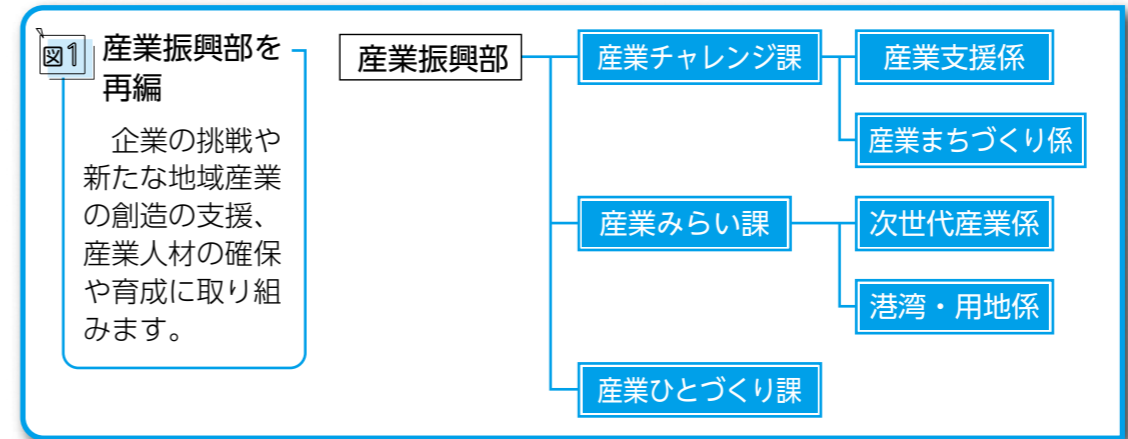 図1
産業振興部を
再編
企業の挑戦や
新たな地域産業
の創造の支援、
産業人材の確保
や育成に取り組
みます。
産業振興部
産業チャレンジ課
産業支援係
産業まちづくり係
産業みらい課
次世代産業係
港湾・用地係
産業ひとづくり課